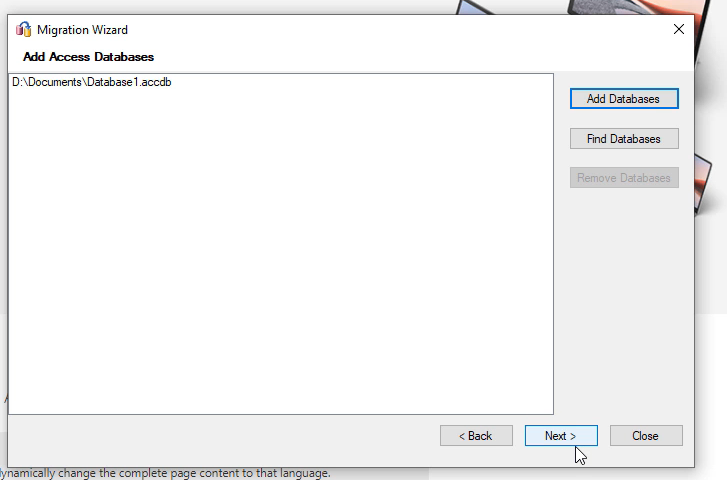 Migration Wizard
Add Access Databases
D:\Documents\Database1.accdb
Add Databases
Find Databases
Remove Databases
< Back
Next >
Close
dynamically change the complete page content to that language.